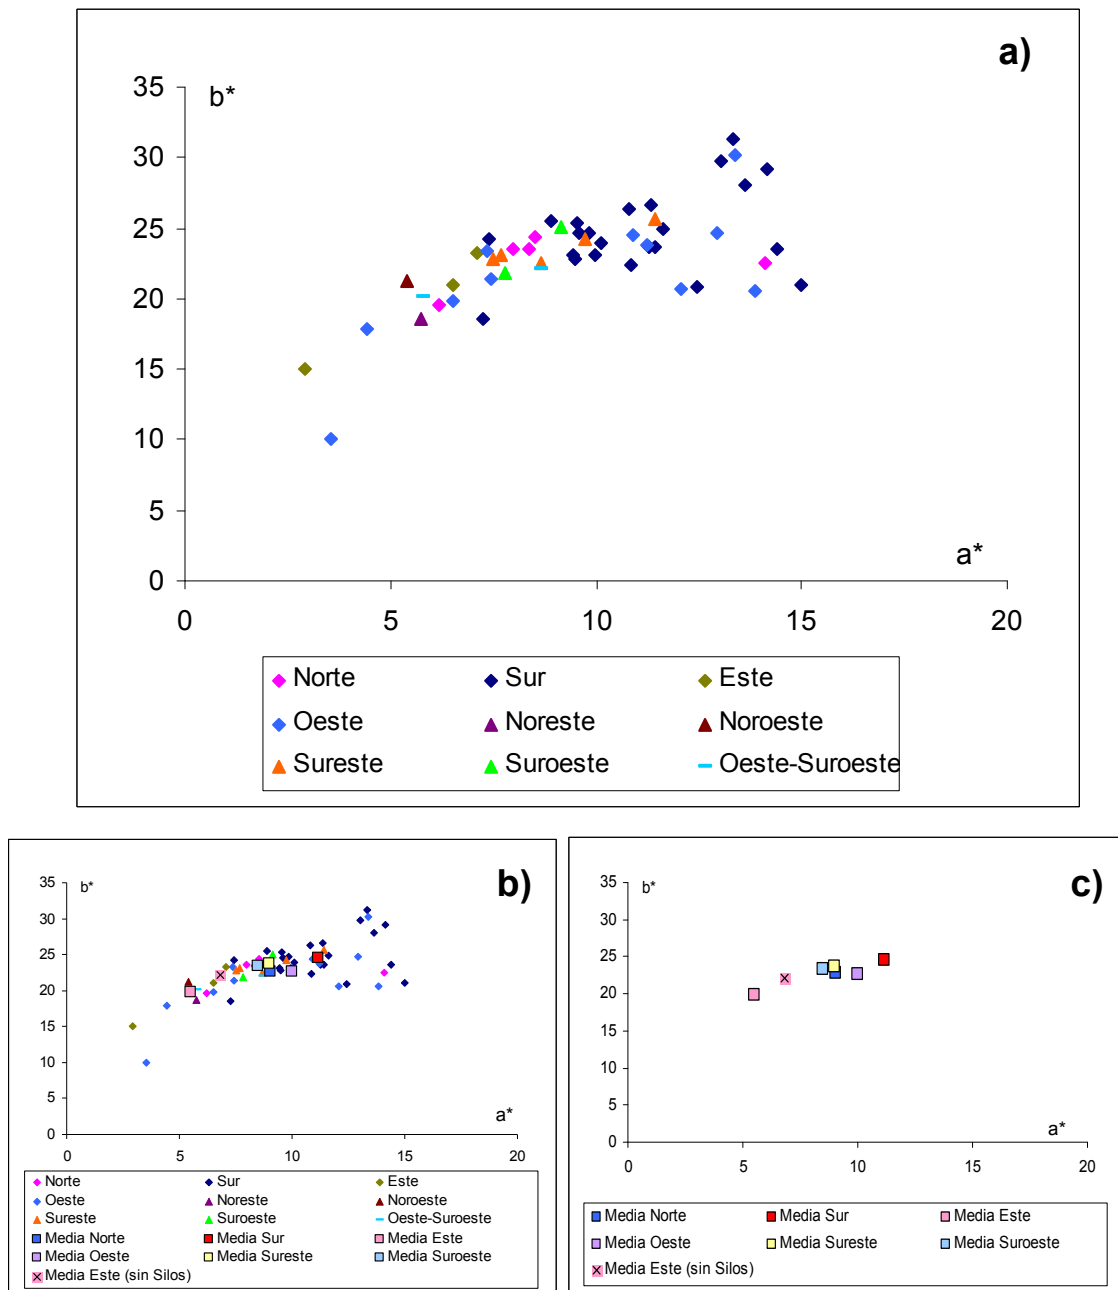 a)
b*
35
30
25
20
15
10
5
0
a*
0 5 10 15 20
Norte Sur Este
Oeste Noreste Noroeste
Sureste Suroeste Oeste-Suroeste
b)
b*
35
30
25
20
15
10
5
0
a*
0 5 10 15 20
Norte Sur Este
Oeste Noreste Noroeste
Sureste Suroeste Oeste-Suroeste
Media Norte Media Sur Media Este
Media Oeste Media Sureste Media Suroeste
Media Este (sin Silos)
c)
b*
35
30
25
20
15
10
5
0
a*
0 5 10 15 20
Media Norte Media Sur Media Este
Media Oeste Media Sureste Media Suroeste
Media Este (sin Silos)